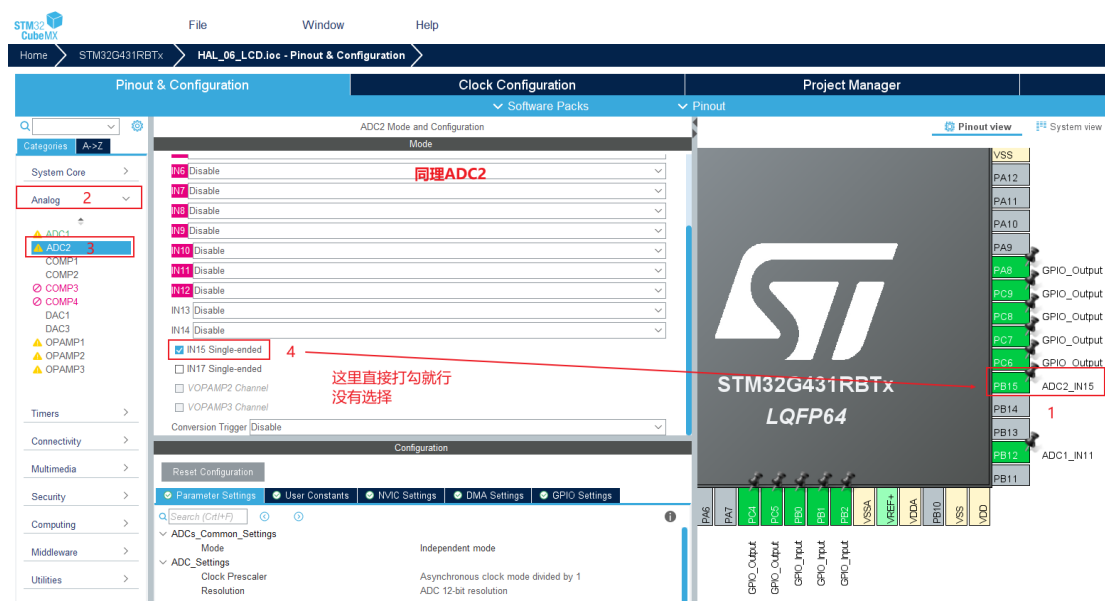 STM32
CubeMX
File
Window
Help
Home
STM32G431RBTx
HAL_06_LCD.ioc - Pinout & Configuration
Pinout & Configuration
Clock Configuration
Project Manager
Software Packs
Pinout
ADC2 Mode and Configuration
Pinout view
System view
Categories
A->Z
Mode
System Core
Analog
2
ADC1
ADC2
3
COMP1
COMP2
COMP3
COMP4
DAC1
DAC3
OPAMP1
OPAMP2
OPAMP3
Timers
Connectivity
Multimedia
Security
Computing
Middleware
Utilities
同理ADC2
IN6 Disable
IN7 Disable
IN8 Disable
IN9 Disable
IN10 Disable
IN11 Disable
IN12 Disable
IN13 Disable
IN14 Disable
IN15 Single-ended
4
IN17 Single-ended
这里直接打勾就行
没有选择
VOPAMP2 Channel
VOPAMP3 Channel
Conversion Trigger Disable
Configuration
Reset Configuration
Parameter Settings
User Constants
NVIC Settings
DMA Settings
GPIO Settings
Search (Crtl+F)
ADCs_Common_Settings
Mode
Independent mode
ADC_Settings
Clock Prescaler
Asynchronous clock mode divided by 1
Resolution
ADC 12-bit resolution
VSS
PA12
PA11
PA10
PA9
PA8 GPIO_Output
PC9 GPIO_Output
PC8 GPIO_Output
PC7 GPIO_Output
PC6 GPIO_Output
PB15 ADC2_IN15
1
PB14
PB13
PB12 ADC1_IN11
PB11
STM32G431RBTx
LQFP64
PA6
PA7
PC4
PC5
PB0
PB1
PB2
VSSA
VREF+
VDDA
PB10
VSS
VDD
GPIO_Output
GPIO_Output
GPIO_Input
GPIO_Input
GPIO_Input